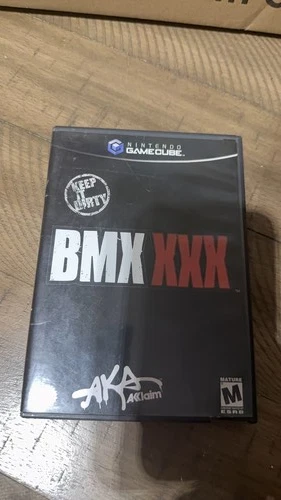 NINTENDO
GAMECUBE
KEEP
IT
DIRTY
BMX XXX
AKA
Acclaim
MATURE
M
ESRB